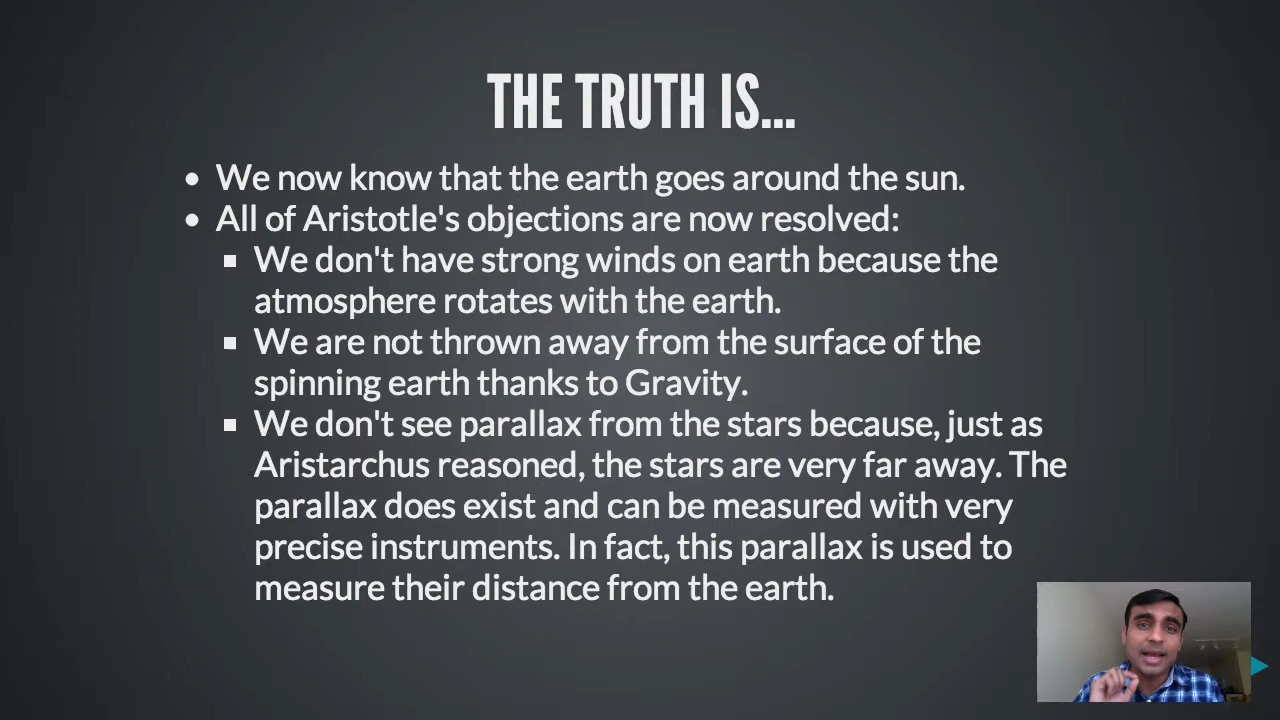 THE TRUTH IS...
• We now know that the earth goes around the sun.
• All of Aristotle's objections are now resolved:
▪ We don't have strong winds on earth because the
atmosphere rotates with the earth.
▪ We are not thrown away from the surface of the
spinning earth thanks to Gravity.
▪ We don't see parallax from the stars because, just as
Aristarchus reasoned, the stars are very far away. The
parallax does exist and can be measured with very
precise instruments. In fact, this parallax is used to
measure their distance from the earth.